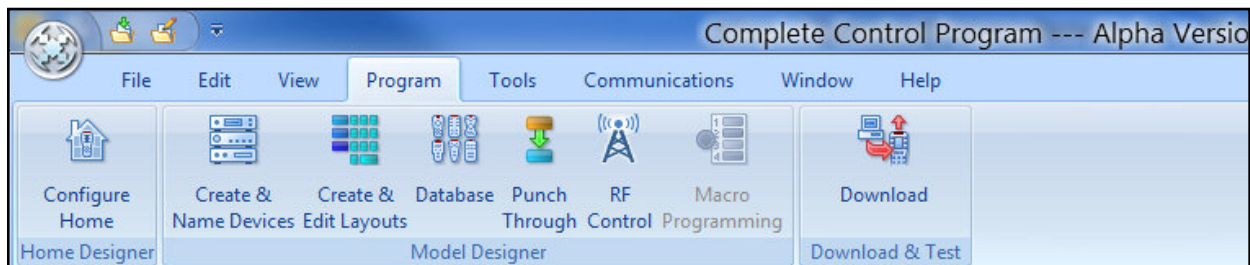 Complete Control Program --- Alpha Versio
File Edit View Program Tools Communications Window Help
Configure Home
Create & Name Devices
Create & Edit Layouts
Database
Punch Through
RF Control
Macro Programming
Download
Home Designer
Model Designer
Download & Test